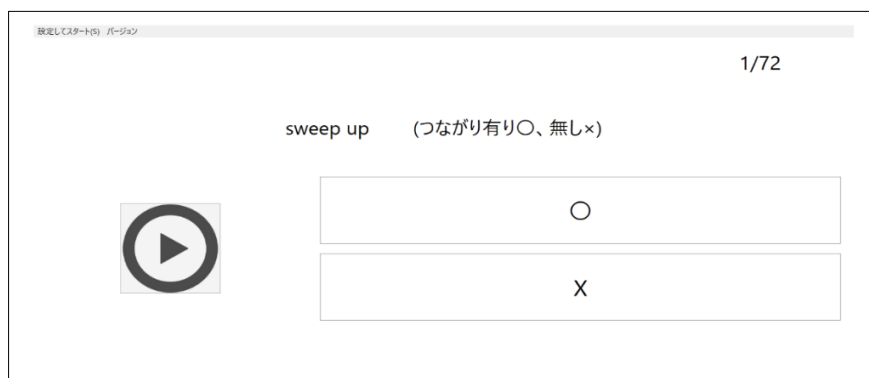 設定してスタート(S) バージョン
1/72
sweep up (つながり有り〇、無し×)
〇
X